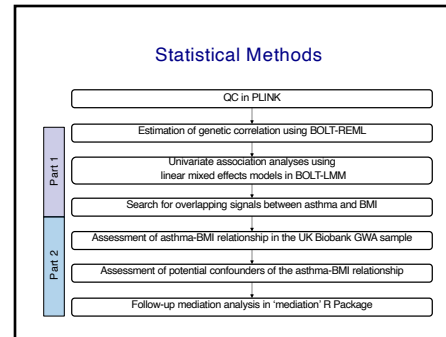 Statistical Methods
QC in PLINK
Part 1
Estimation of genetic correlation using BOLT-REML
Univariate association analyses using
linear mixed effects models in BOLT-LMM
Search for overlapping signals between asthma and BMI
Part 2
Assessment of asthma-BMI relationship in the UK Biobank GWA sample
Assessment of potential confounders of the asthma-BMI relationship
Follow-up mediation analysis in ‘mediation’ R Package